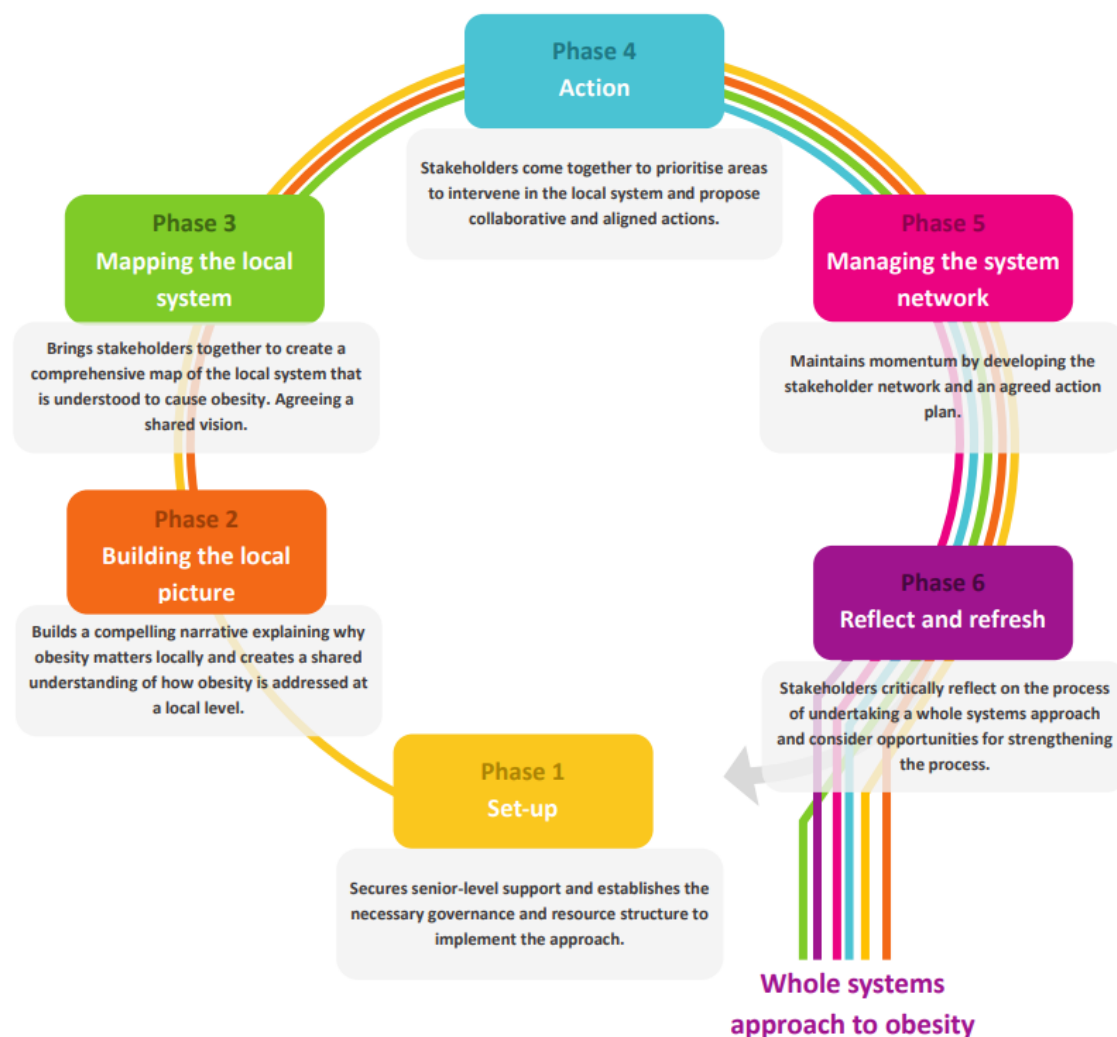 Phase 4
Action
Stakeholders come together to prioritise areas
to intervene in the local system and propose
collaborative and aligned actions.
Phase 3
Mapping the local
system
Brings stakeholders together to create a
comprehensive map of the local system that
is understood to cause obesity. Agreeing a
shared vision.
Phase 5
Managing the system
network
Maintains momentum by developing the
stakeholder network and an agreed action
plan.
Phase 2
Building the local
picture
Builds a compelling narrative explaining why
obesity matters locally and creates a shared
understanding of how obesity is addressed at
a local level.
Phase 6
Reflect and refresh
Stakeholders critically reflect on the process
of undertaking a whole systems approach
and consider opportunities for strengthening
the process.
Phase 1
Set-up
Secures senior-level support and establishes the
necessary governance and resource structure to
implement the approach.
Whole systems
approach to obesity